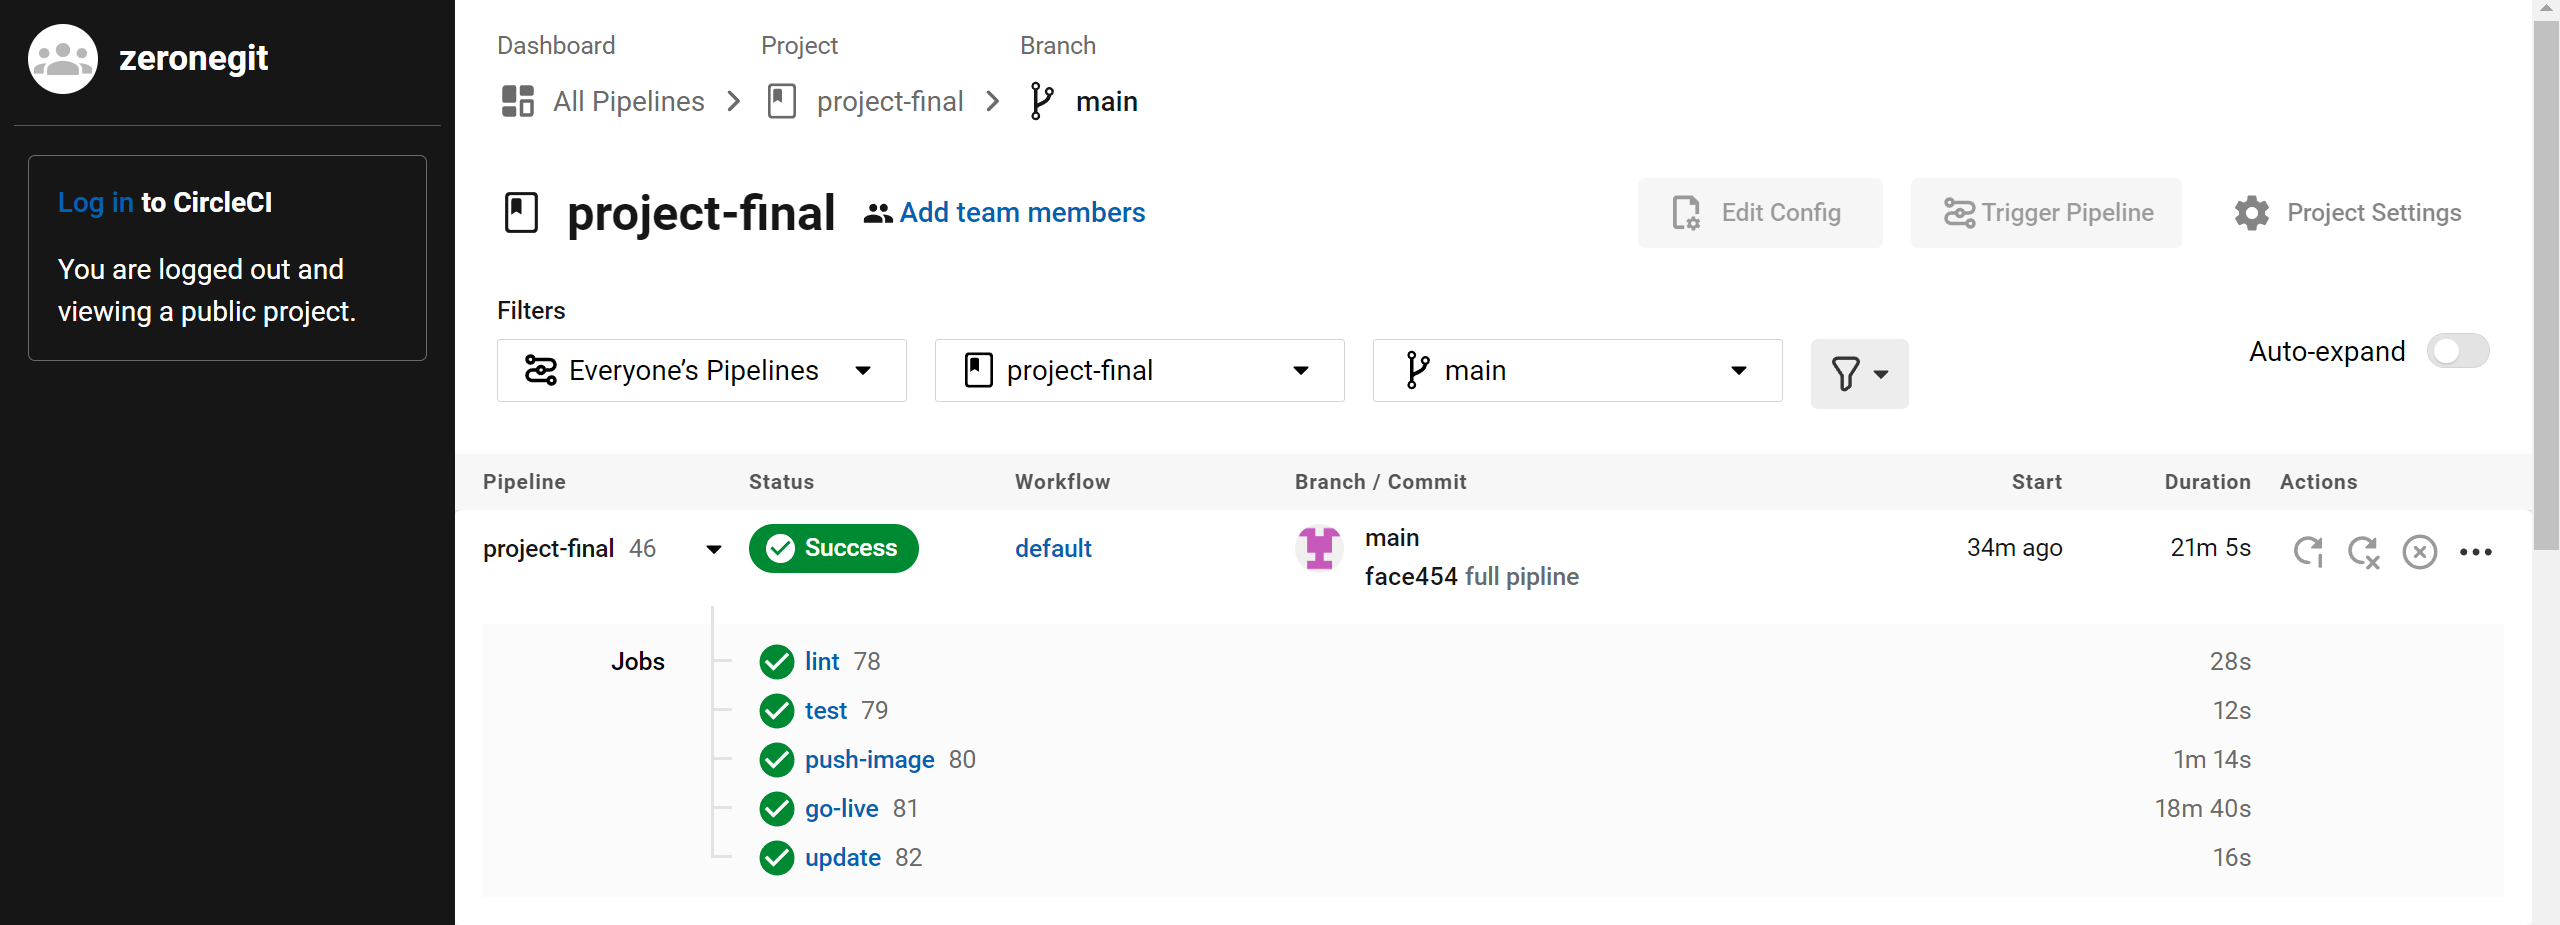 zeronegit
Log in to CircleCI
You are logged out and
viewing a public project.
Dashboard Project Branch
All Pipelines project-final main
project-final Add team members Edit Config Trigger Pipeline Project Settings
Filters
Everyone’s Pipelines project-final main Auto-expand
Pipeline Status Workflow Branch / Commit Start Duration Actions
project-final 46 Success default main 34m ago 21m 5s
face454 full pipline
Jobs lint 78 28s
test 79 12s
push-image 80 1m 14s
go-live 81 18m 40s
update 82 16s